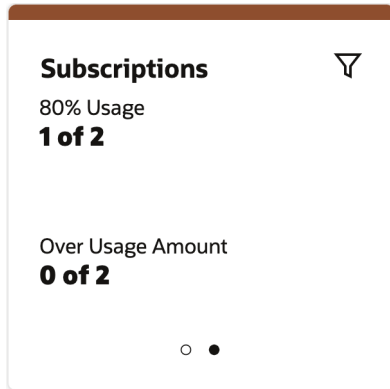 Subscriptions
80% Usage
1 of 2
Over Usage Amount
0 of 2